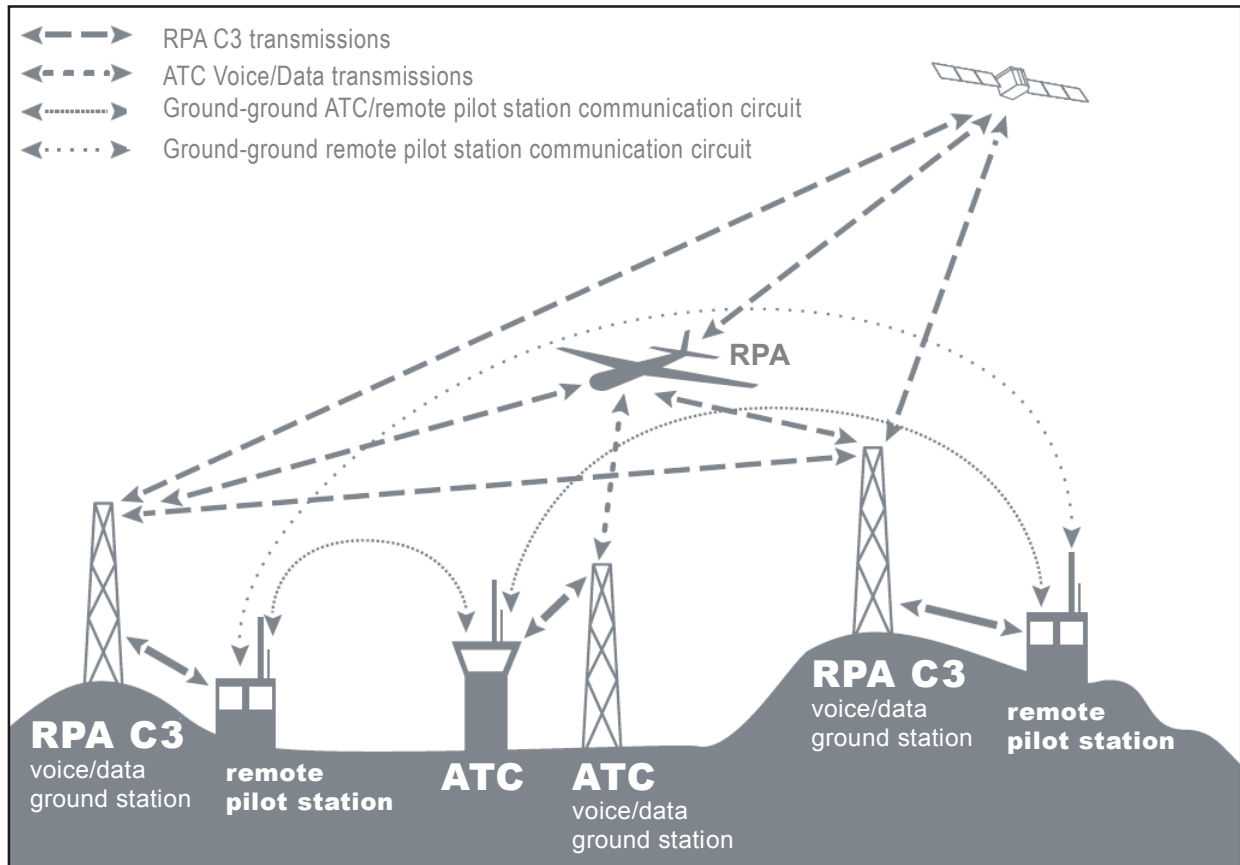 RPA C3 transmissions
ATC Voice/Data transmissions
Ground-ground ATC/remote pilot station communication circuit
Ground-ground remote pilot station communication circuit
RPA
RPA C3
voice/data
ground station
remote
pilot station
ATC
ATC
voice/data
ground station
RPA C3
voice/data
ground station
remote
pilot station